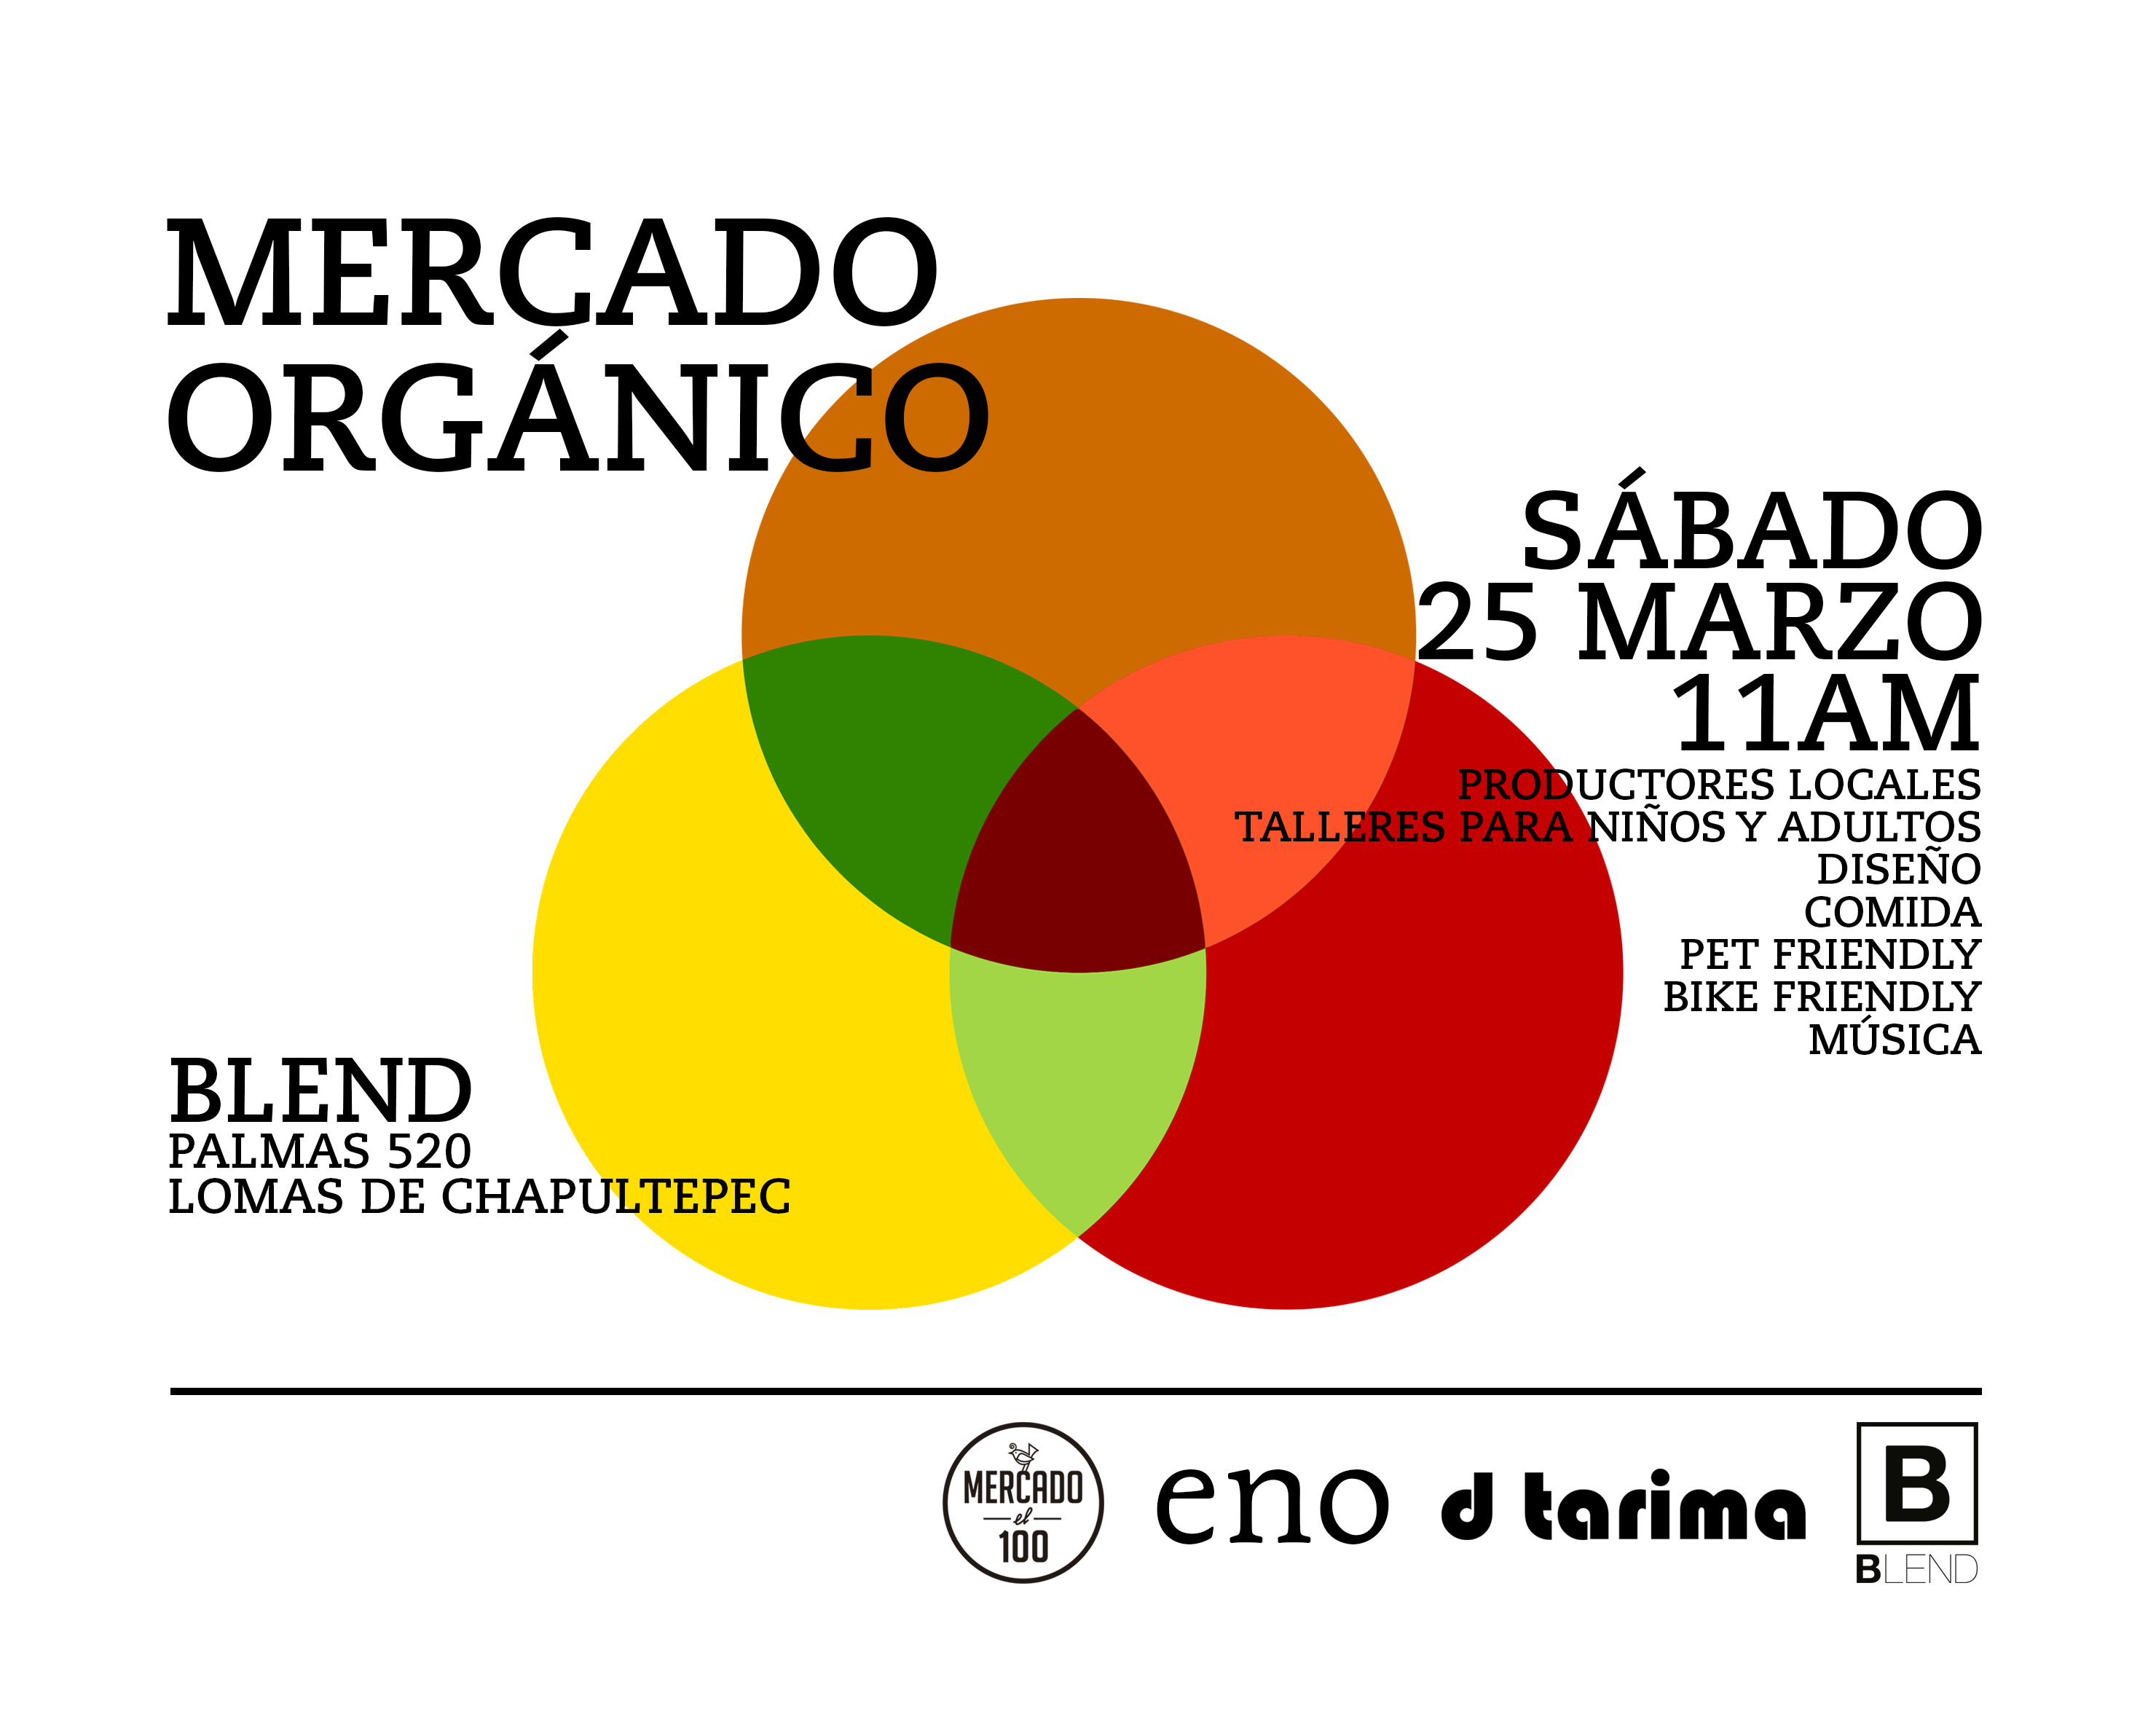 MERCADO
ORGÁNICO
SÁBADO
25 MARZO
11AM
PRODUCTORES LOCALES
TALLERES PARA NIÑOS Y ADULTOS
DISEÑO
COMIDA
PET FRIENDLY
BIKE FRIENDLY
MÚSICA
BLEND
PALMAS 520
LOMAS DE CHAPULTEPEC
MERCADO
el
100
eno
d tarima
B
BLEND